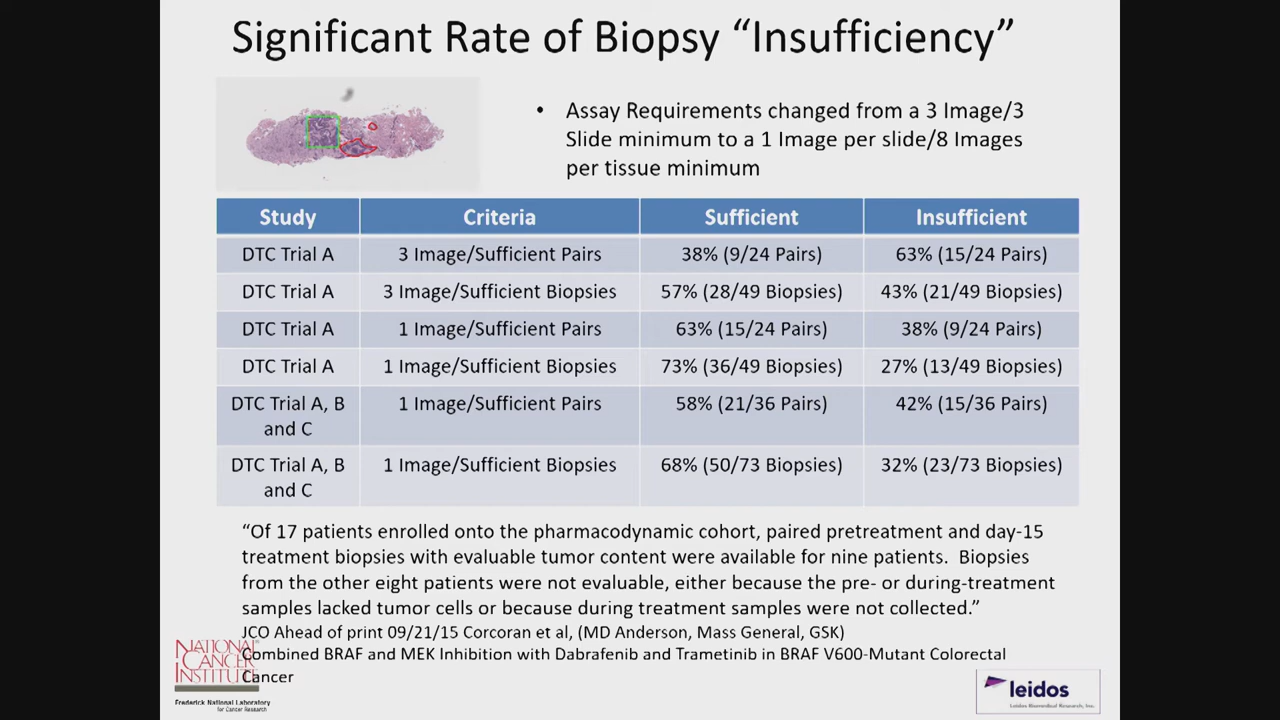 Significant Rate of Biopsy “Insufficiency”
• Assay Requirements changed from a 3 Image/3
Slide minimum to a 1 Image per slide/8 Images
per tissue minimum
Study Criteria Sufficient Insufficient
DTC Trial A 3 Image/Sufficient Pairs 38% (9/24 Pairs) 63% (15/24 Pairs)
DTC Trial A 3 Image/Sufficient Biopsies 57% (28/49 Biopsies) 43% (21/49 Biopsies)
DTC Trial A 1 Image/Sufficient Pairs 63% (15/24 Pairs) 38% (9/24 Pairs)
DTC Trial A 1 Image/Sufficient Biopsies 73% (36/49 Biopsies) 27% (13/49 Biopsies)
DTC Trial A, B 1 Image/Sufficient Pairs 58% (21/36 Pairs) 42% (15/36 Pairs)
and C
DTC Trial A, B 1 Image/Sufficient Biopsies 68% (50/73 Biopsies) 32% (23/73 Biopsies)
and C
“Of 17 patients enrolled onto the pharmacodynamic cohort, paired pretreatment and day-15
treatment biopsies with evaluable tumor content were available for nine patients.  Biopsies
from the other eight patients were not evaluable, either because the pre- or during-treatment
samples lacked tumor cells or because during treatment samples were not collected.”
JCO Ahead of print 09/21/15 Corcoran et al, (MD Anderson, Mass General, GSK)
Combined BRAF and MEK Inhibition with Dabrafenib and Trametinib in BRAF V600-Mutant Colorectal
Cancer
NATIONAL
CANCER
INSTITUTE
Frederick National Laboratory
for Cancer Research
leidos
Leidos Biomedical Research, Inc.